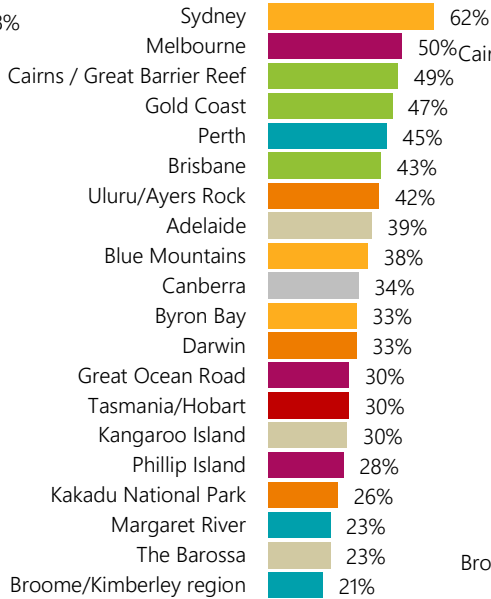 Sydney 62%
Melbourne 50%
Cairns / Great Barrier Reef 49%
Gold Coast 47%
Perth 45%
Brisbane 43%
Uluru/Ayers Rock 42%
Adelaide 39%
Blue Mountains 38%
Canberra 34%
Byron Bay 33%
Darwin 33%
Great Ocean Road 30%
Tasmania/Hobart 30%
Kangaroo Island 30%
Phillip Island 28%
Kakadu National Park 26%
Margaret River 23%
The Barossa 23%
Broome/Kimberley region 21%